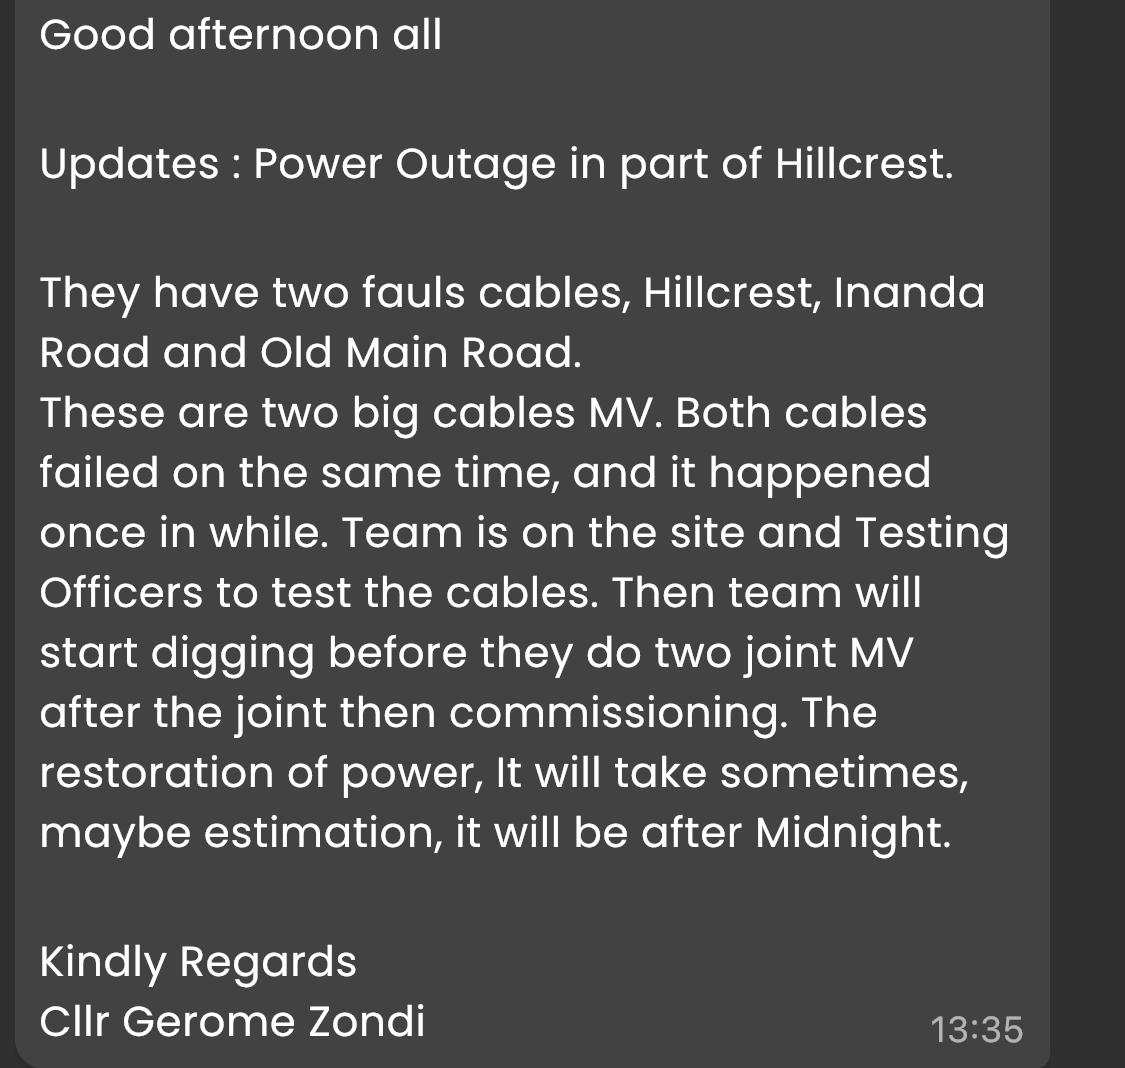 Good afternoon all
Updates : Power Outage in part of Hillcrest.
They have two fauls cables, Hillcrest, Inanda
Road and Old Main Road.
These are two big cables MV. Both cables
failed on the same time, and it happened
once in while. Team is on the site and Testing
Officers to test the cables. Then team will
start digging before they do two joint MV
after the joint then commissioning. The
restoration of power, It will take sometimes,
maybe estimation, it will be after Midnight.
Kindly Regards
Cllr Gerome Zondi
13:35